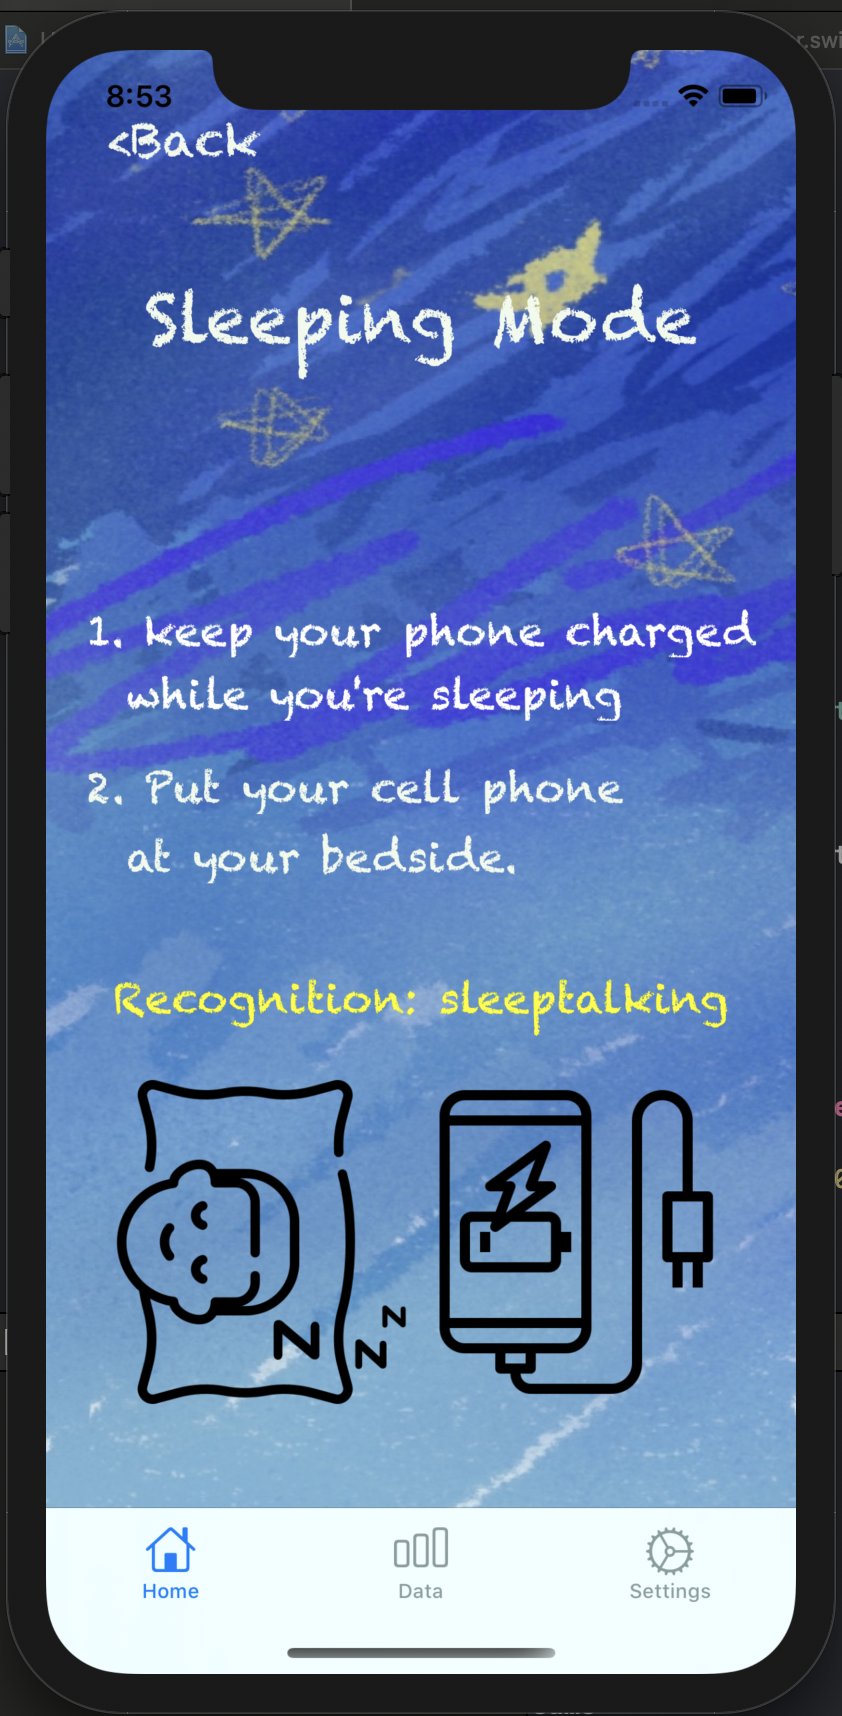 8:53
<Back
Sleeping Mode
1. keep your phone charged
while you're sleeping
2. Put your cell phone
at your bedside.
Recognition: sleeptalking
z z z
Home Data Settings